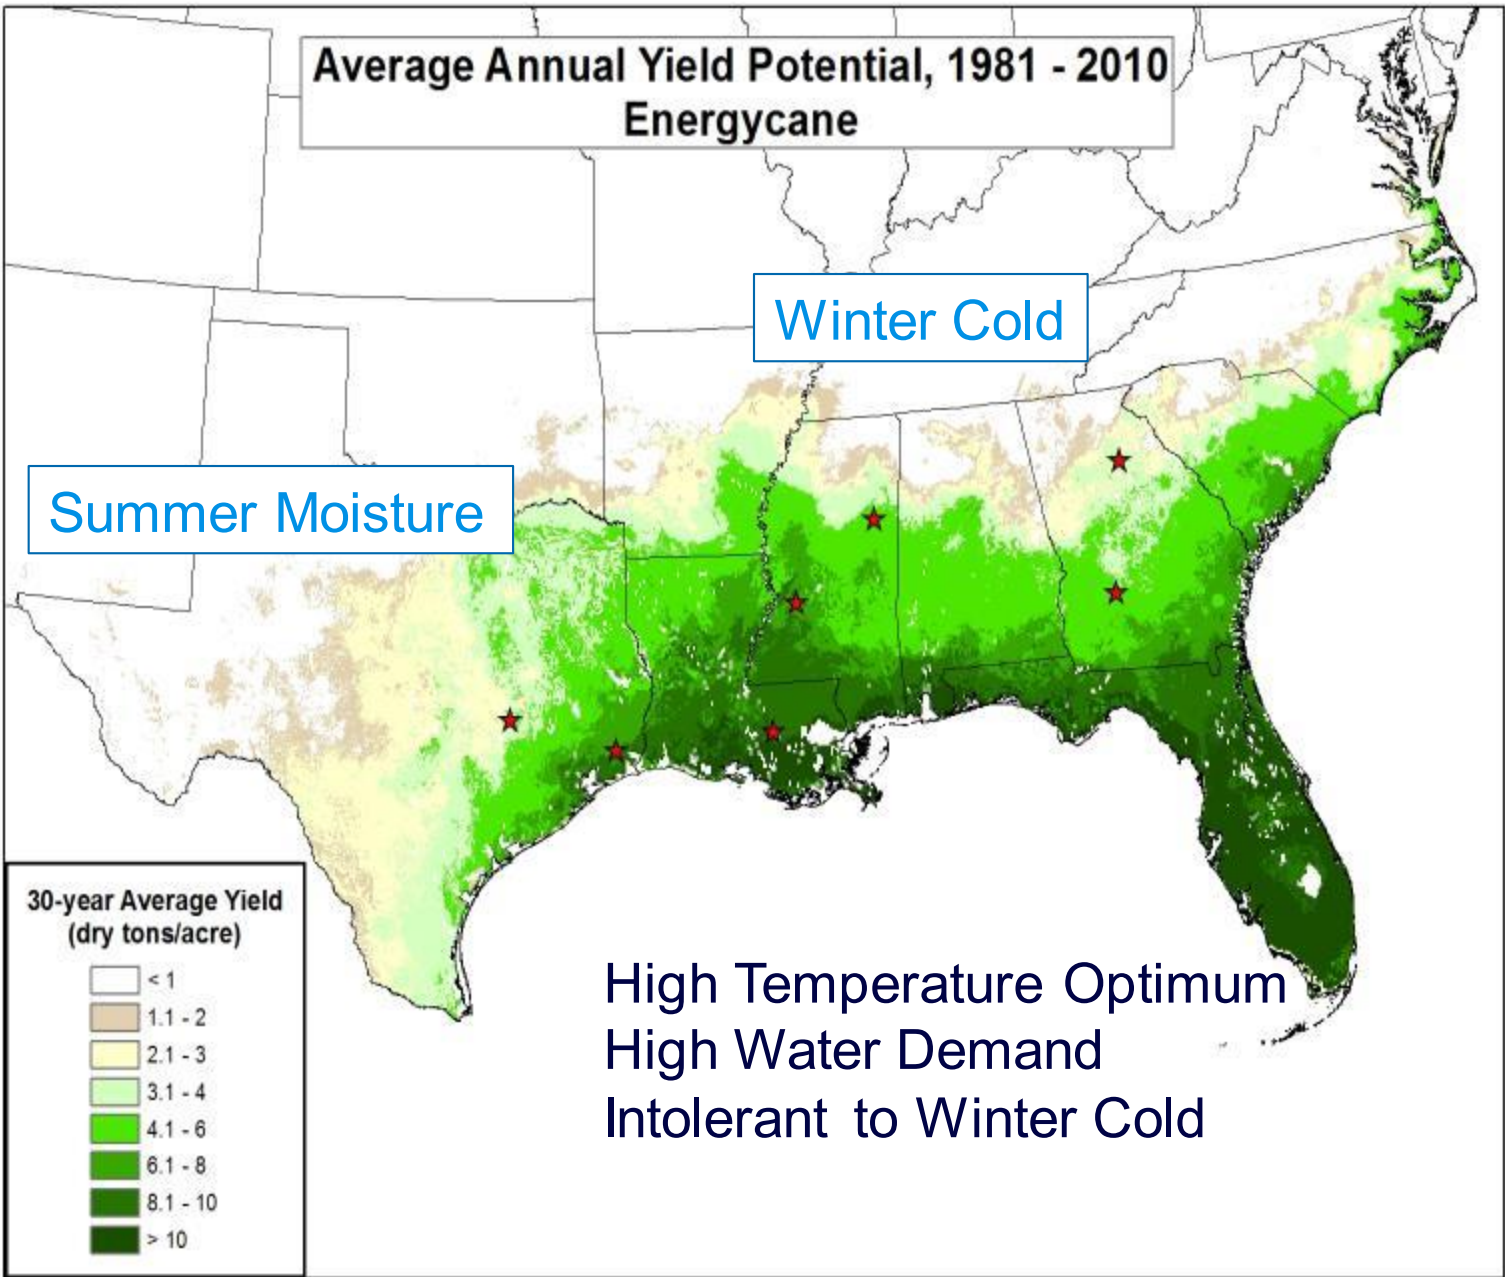 Average Annual Yield Potential, 1981 - 2010
Energycane
Winter Cold
Summer Moisture
30-year Average Yield
(dry tons/acre)
< 1
1.1 - 2
2.1 - 3
3.1 - 4
4.1 - 6
6.1 - 8
8.1 - 10
> 10
High Temperature Optimum
High Water Demand
Intolerant to Winter Cold